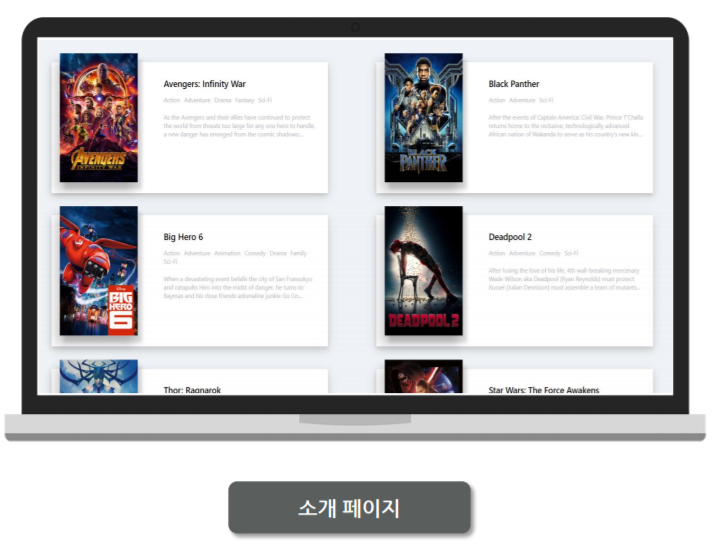 Avengers: Infinity War
Action Adventure Drama Fantasy Sci-Fi
As the Avengers and their allies have continued to protect
the world from threats too large for any one hero to handle,
a new danger has emerged from the cosmic shadows...
AVENGERS
INFINITY WAR
Black Panther
Action Adventure Sci-Fi
After the events of Captain America: Civil War, Prince T'Challa
returns home to the reclusive, technologically advanced
African nation of Wakanda to serve as his country's new kin...
BLACK
PANTHER
Big Hero 6
Action Adventure Animation Comedy Drama Family
Sci-Fi
When a devastating event befalls the city of San Fransokyo
and catapults Hiro into the midst of danger, he turns to
Baymax and his close friends adrenaline junkie Go Go...
Disney
BIG
HERO
6
Deadpool 2
Action Adventure Comedy
After losing the love of his life, 4th wall-breaking mercenary
Wade Wilson aka Deadpool (Ryan Reynolds) must protect
Russel (Julian Dennison) must assemble a team of mutants...
DEADPOOL 2
Thor: Ragnarok
Star Wars: The Force Awakens
소개 페이지